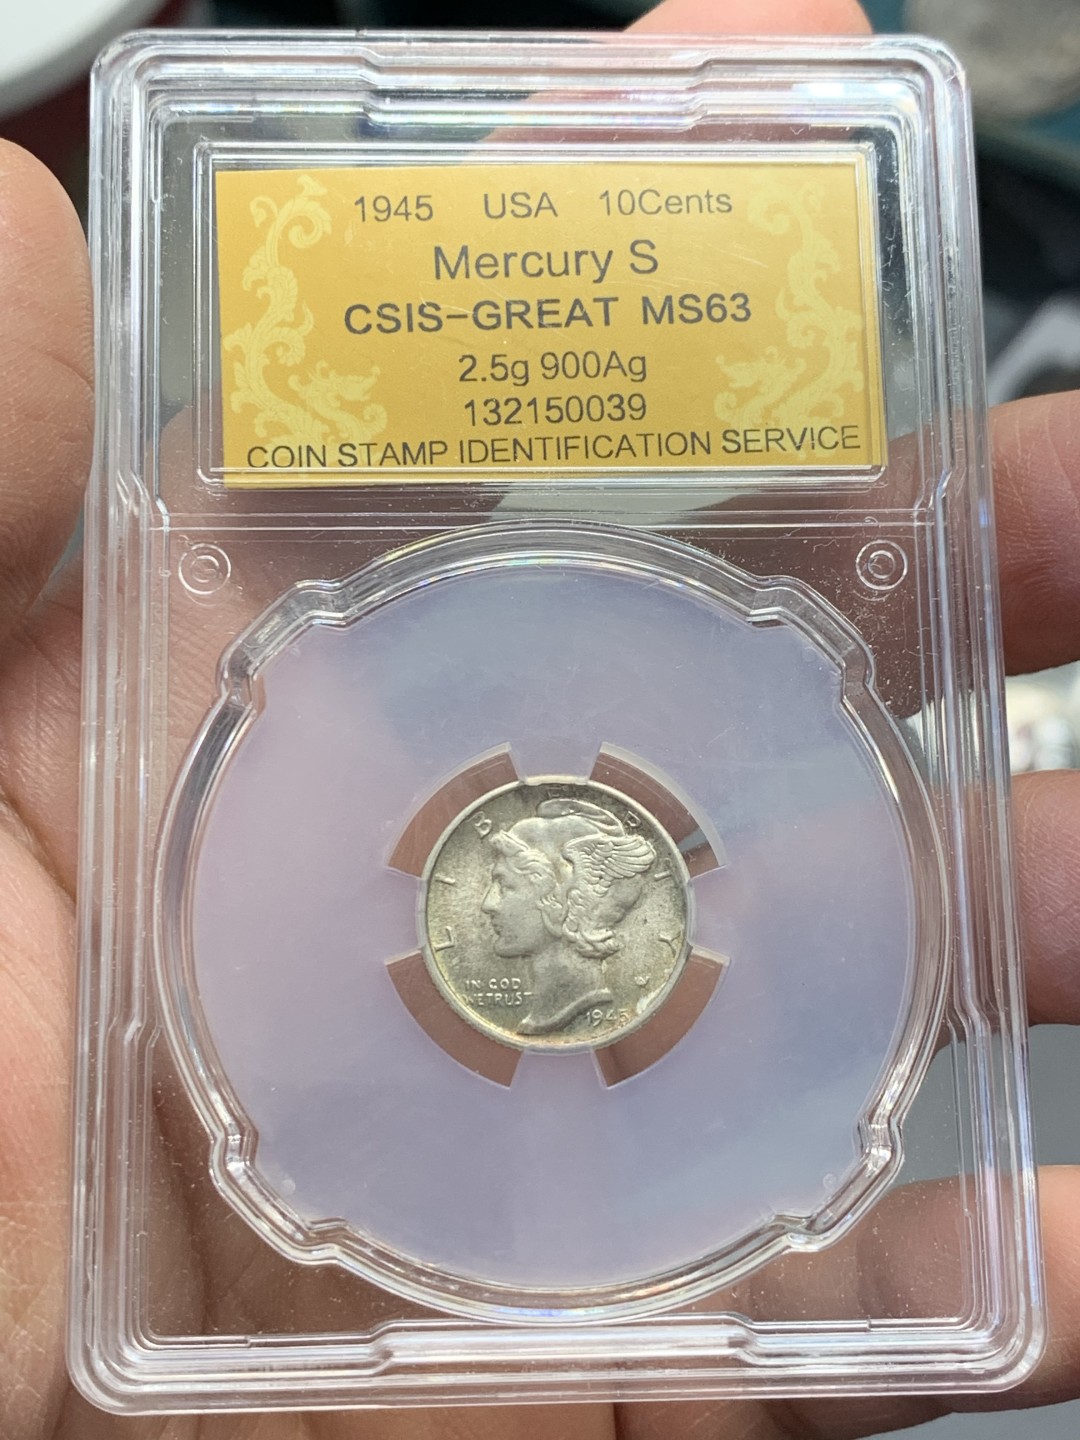 1945 USA 10Cents
Mercury S
CSIS-GREAT MS63
2.5g 900Ag
132150039
COIN STAMP IDENTIFICATION SERVICE
LIBERTY
IN GOD
WE TRUST
1945